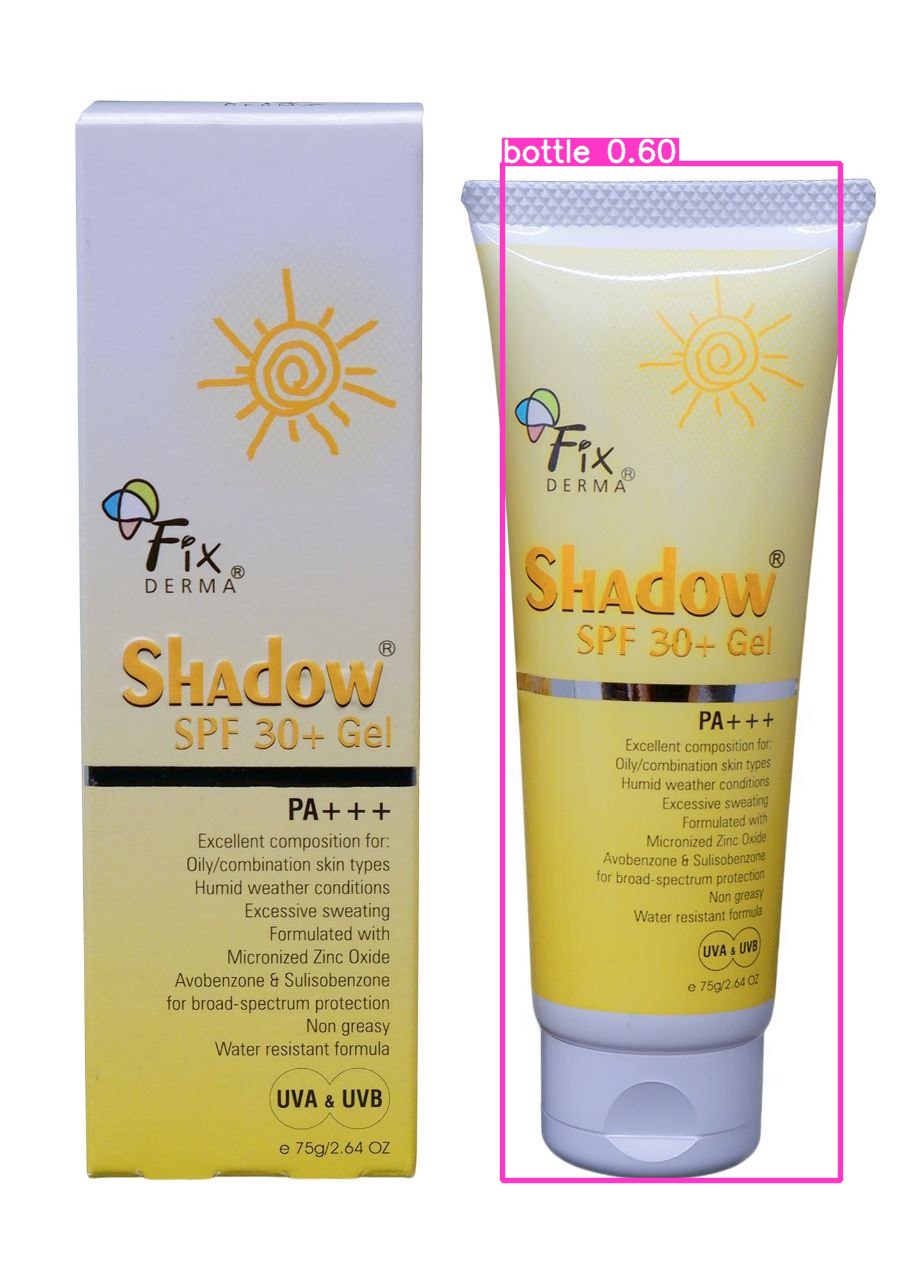 Fix
DERMA®
Shadow®
SPF 30+ Gel
PA+++
Excellent composition for:
Oily/combination skin types
Humid weather conditions
Excessive sweating
Formulated with
Micronized Zinc Oxide
Avobenzone & Sulisobenzone
for broad-spectrum protection
Non greasy
Water resistant formula
UVA & UVB
e 75g/2.64 OZ
bottle 0.60
Fix
DERMA®
Shadow®
SPF 30+ Gel
PA+++
Excellent composition for:
Oily/combination skin types
Humid weather conditions
Excessive sweating
Formulated with
Micronized Zinc Oxide
Avobenzone & Sulisobenzone
for broad-spectrum protection
Non greasy
Water resistant formula
UVA & UVB
e 75g/2.64 OZ